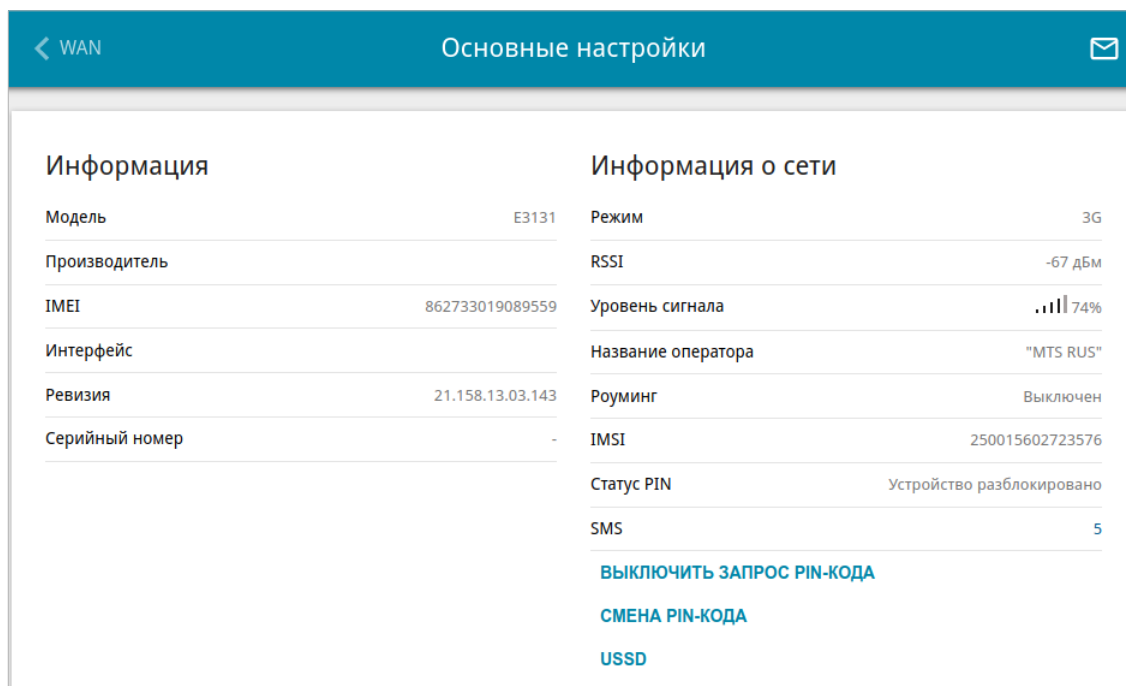 WAN
Основные настройки
Информация
Модель E3131
Производитель
IMEI 862733019089559
Интерфейс
Ревизия 21.158.13.03.143
Серийный номер -
Информация о сети
Режим 3G
RSSI -67 дБм
Уровень сигнала 74%
Название оператора "MTS RUS"
Роуминг Выключен
IMSI 250015602723576
Статус PIN Устройство разблокировано
SMS 5
ВЫКЛЮЧИТЬ ЗАПРОС PIN-КОДА
СМЕНА PIN-КОДА
USSD